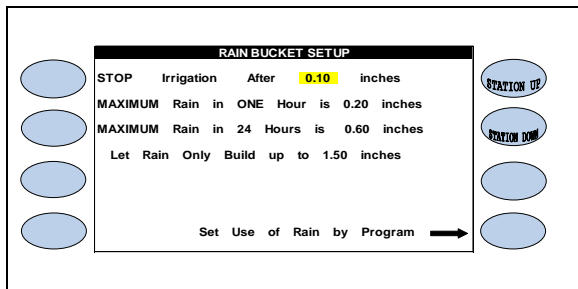 RAIN BUCKET SETUP
STOP Irrigation After 0.10 inches
STATION UP
MAXIMUM Rain in ONE Hour is 0.20 inches
MAXIMUM Rain in 24 Hours is 0.60 inches
STATION DOWN
Let Rain Only Build up to 1.50 inches
Set Use of Rain by Program